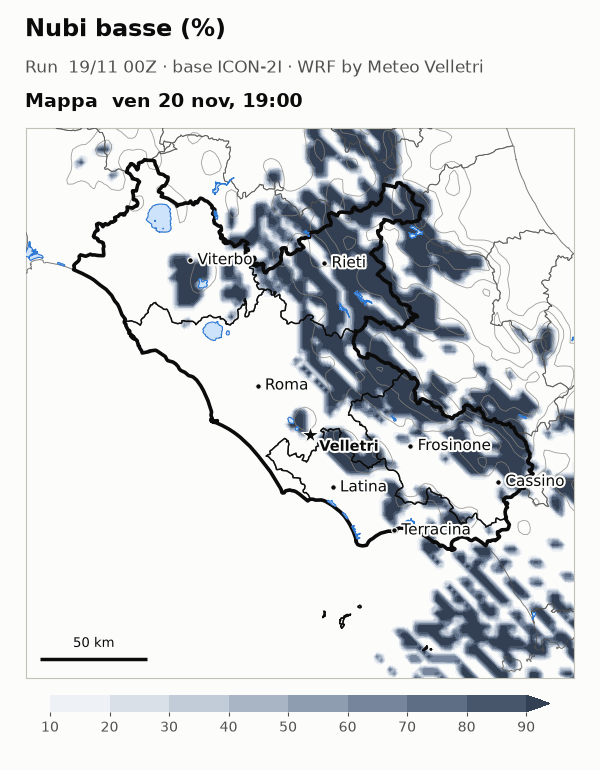 Nubi basse (%)
Run  19/11 00Z · base ICON-2I · WRF by Meteo Velletri
Mappa  ven 20 nov, 19:00
Viterbo
Rieti
Roma
Velletri
Frosinone
Cassino
Latina
Terracina
50 km
10 20 30 40 50 60 70 80 90